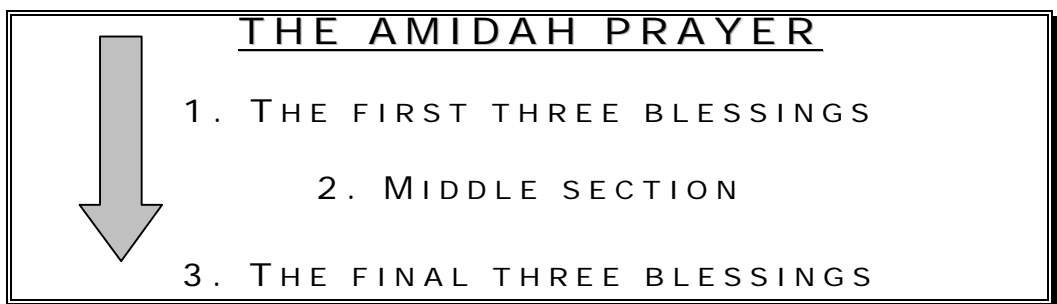 THE AMIDAH PRAYER
1. THE FIRST THREE BLESSINGS
2. MIDDLE SECTION
3. THE FINAL THREE BLESSINGS